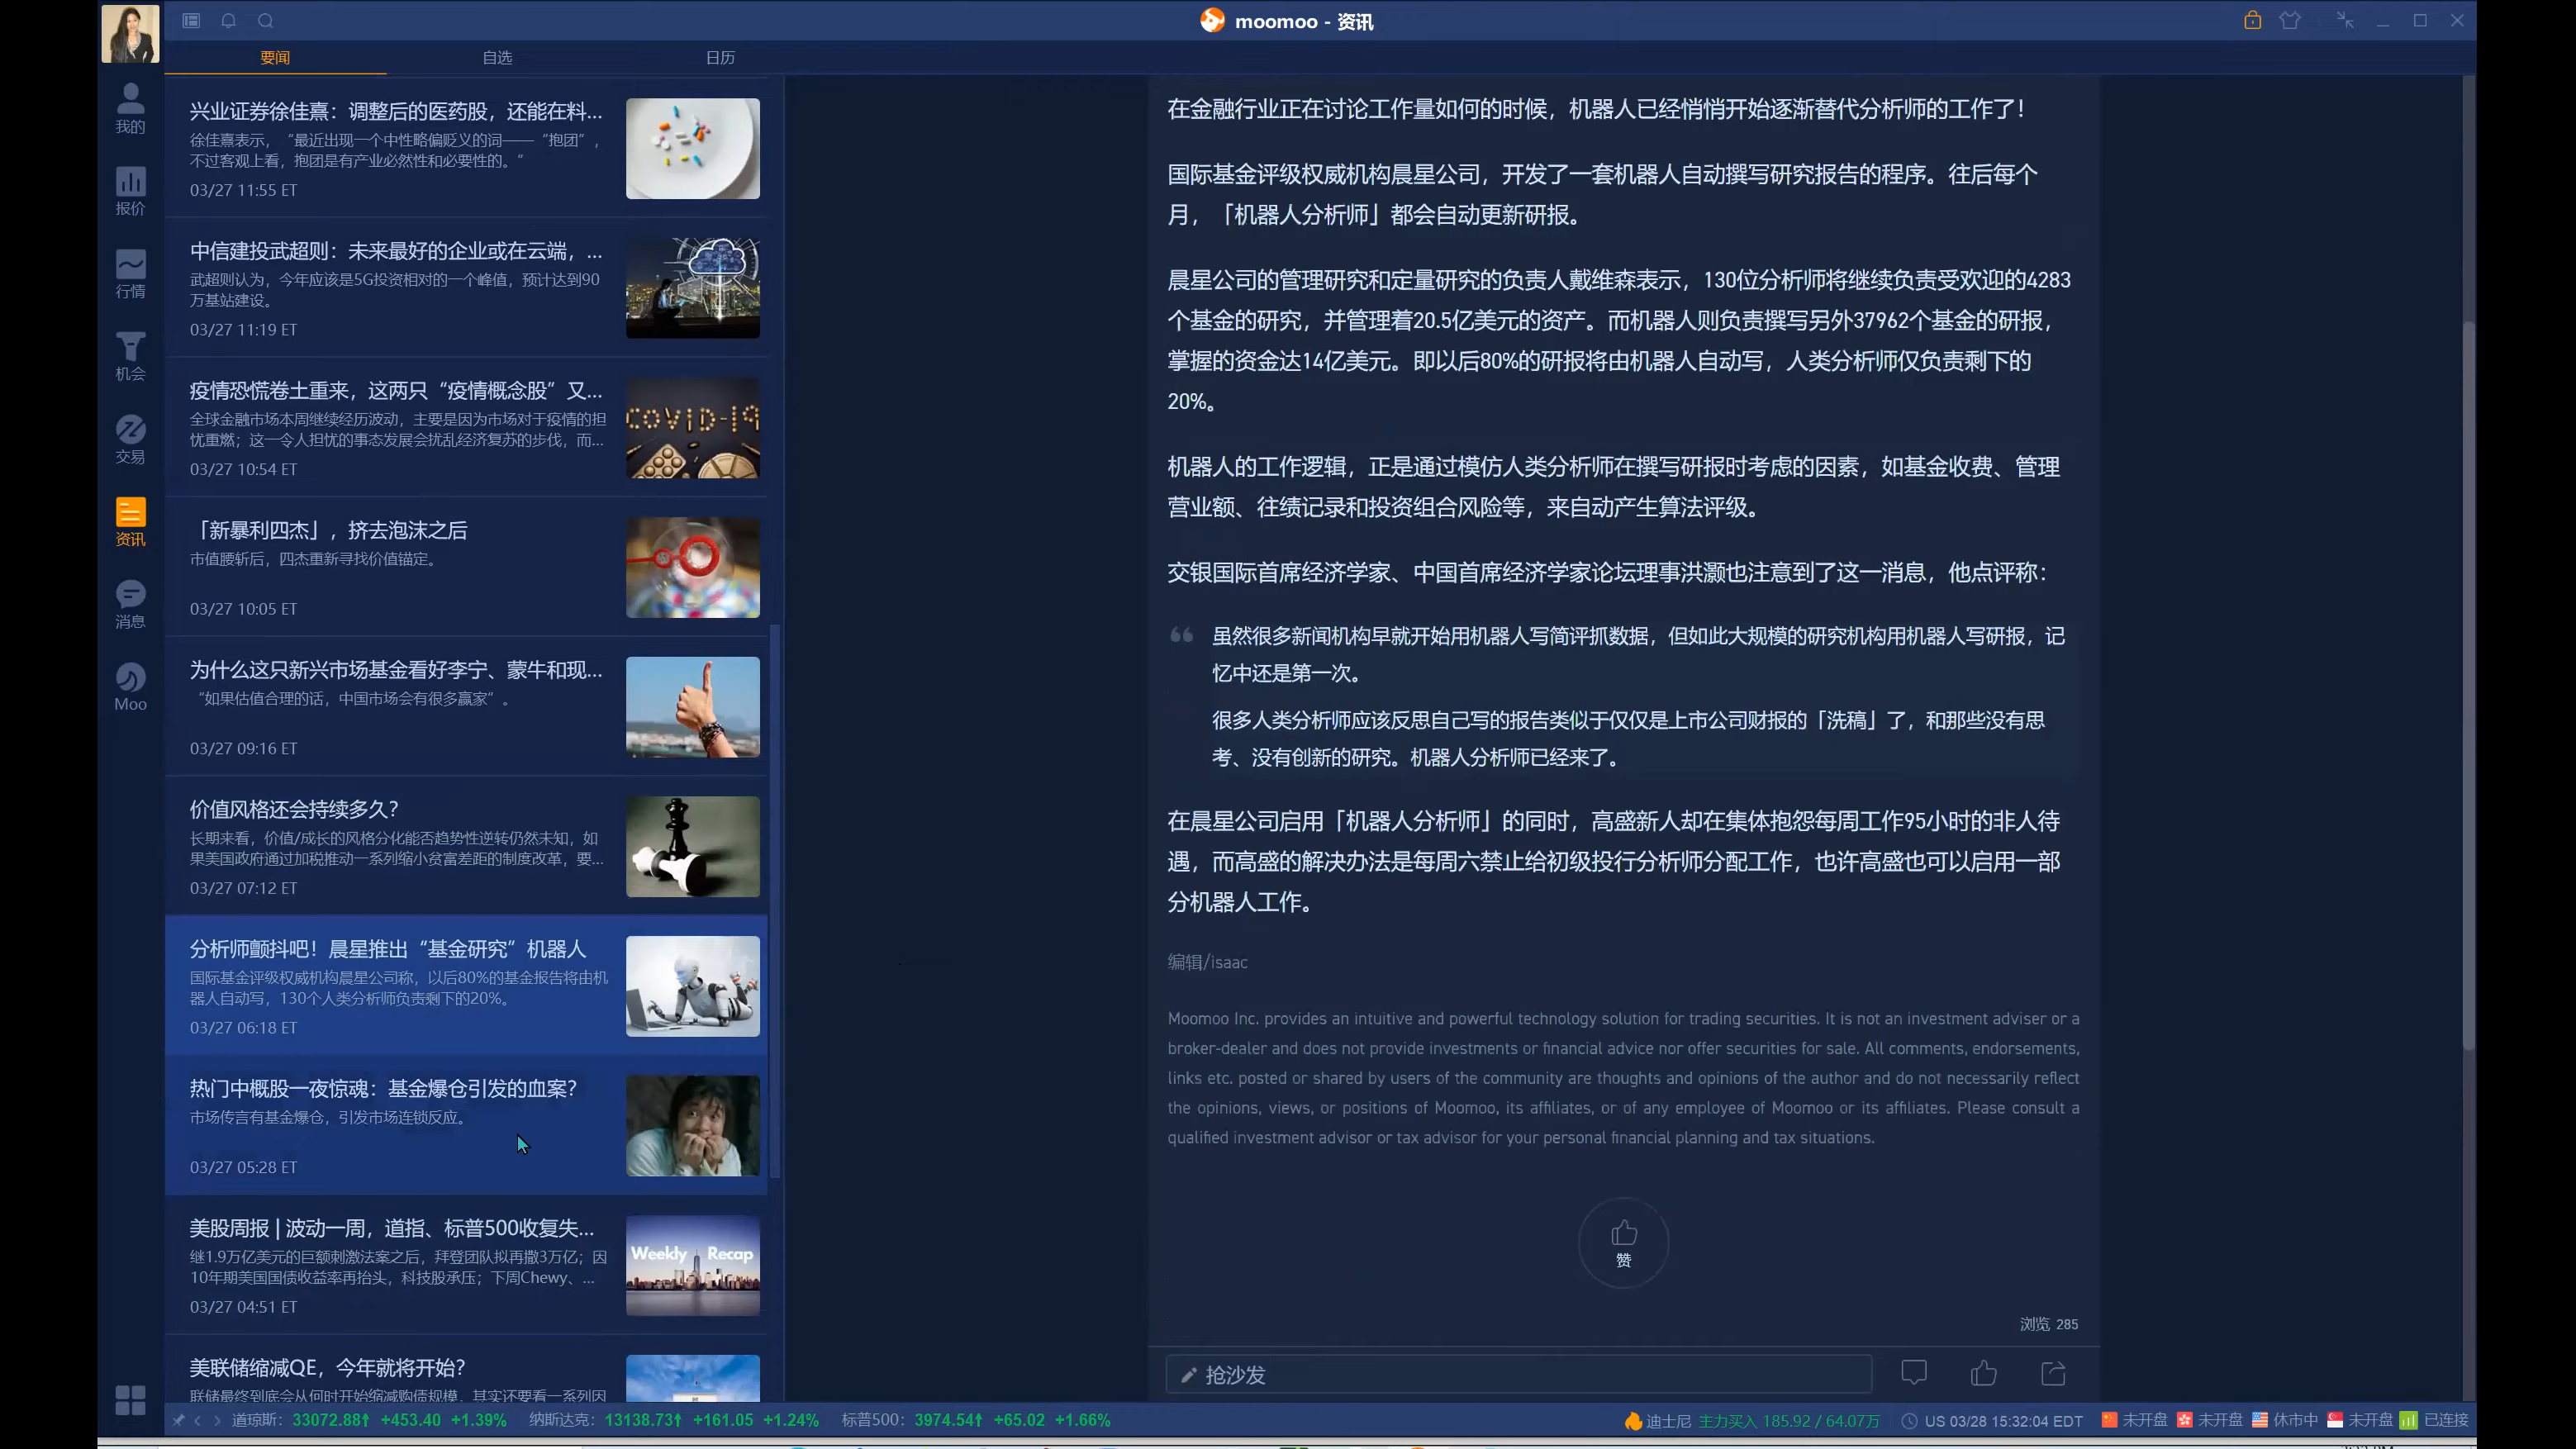 moomoo - 资讯
要闻
自选
日历
我的
报价
行情
机会
交易
资讯
消息
Moo
兴业证券徐佳熹：调整后的医药股，还能在料...
徐佳熹表示，“最近出现一个中性略偏贬义的词——“抱团”，
不过客观上看，抱团是有产业必然性和必要性的。”
03/27 11:55 ET
中信建投武超则：未来最好的企业或在云端，...
武超则认为，今年应该是5G投资相对的一个峰值，预计达到90
万基站建设。
03/27 11:19 ET
疫情恐慌卷土重来，这两只“疫情概念股”又...
全球金融市场本周继续经历波动，主要是因为市场对于疫情的担
忧重燃；这一令人担忧的事态发展会扰乱经济复苏的步伐，而...
03/27 10:54 ET
COVID-19
「新暴利四杰」，挤去泡沫之后
市值腰斩后，四杰重新寻找价值锚定。
03/27 10:05 ET
为什么这只新兴市场基金看好李宁、蒙牛和现...
“如果估值合理的话，中国市场会有很多赢家”。
03/27 09:16 ET
价值风格还会持续多久？
长期来看，价值/成长的风格分化能否趋势性逆转仍然未知，如
果美国政府通过加税推动一系列缩小贫富差距的制度改革，要...
03/27 07:12 ET
分析师颤抖吧！晨星推出“基金研究”机器人
国际基金评级权威机构晨星公司称，以后80%的基金报告将由机
器人自动写，130个人类分析师负责剩下的20%。
03/27 06:18 ET
热门中概股一夜惊魂：基金爆仓引发的血案？
市场传言有基金爆仓，引发市场连锁反应。
03/27 05:28 ET
美股周报 | 波动一周，道指、标普500收复失...
继1.9万亿美元的巨额刺激法案之后，拜登团队拟再撒3万亿；因
10年期美国国债收益率再抬头，科技股承压；下周Chewy、...
03/27 04:51 ET
Weekly Recap
美联储缩减QE，今年就将开始？
联储最终到底会从何时开始缩减购债规模，其实还要看一系列因
在金融行业正在讨论工作量如何的时候，机器人已经悄悄开始逐渐替代分析师的工作了！
国际基金评级权威机构晨星公司，开发了一套机器人自动撰写研究报告的程序。往后每个
月，「机器人分析师」都会自动更新研报。
晨星公司的管理研究和定量研究的负责人戴维森表示，130位分析师将继续负责受欢迎的4283
个基金的研究，并管理着20.5亿美元的资产。而机器人则负责撰写另外37962个基金的研报，
掌握的资金达14亿美元。即以后80%的研报将由机器人自动写，人类分析师仅负责剩下的
20%。
机器人的工作逻辑，正是通过模仿人类分析师在撰写研报时考虑的因素，如基金收费、管理
营业额、往绩记录和投资组合风险等，来自动产生算法评级。
交银国际首席经济学家、中国首席经济学家论坛理事洪灏也注意到了这一消息，他点评称：
虽然很多新闻机构早就开始用机器人写简评抓数据，但如此大规模的研究机构用机器人写研报，记
忆中还是第一次。
很多人类分析师应该反思自己写的报告类似于仅仅是上市公司财报的「洗稿」了，和那些没有思
考、没有创新的研究。机器人分析师已经来了。
在晨星公司启用「机器人分析师」的同时，高盛新人却在集体抱怨每周工作95小时的非人待
遇，而高盛的解决办法是每周六禁止给初级投行分析师分配工作，也许高盛也可以启用一部
分机器人工作。
编辑/isaac
Moomoo Inc. provides an intuitive and powerful technology solution for trading securities. It is not an investment adviser or a
broker-dealer and does not provide investments or financial advice nor offer securities for sale. All comments, endorsements,
links etc. posted or shared by users of the community are thoughts and opinions of the author and do not necessarily reflect
the opinions, views, or positions of Moomoo, its affiliates, or of any employee of Moomoo or its affiliates. Please consult a
qualified investment advisor or tax advisor for your personal financial planning and tax situations.
赞
浏览 285
抢沙发
道琼斯：33072.88↑ +453.40 +1.39% 纳斯达克：13138.73↑ +161.05 +1.24% 标普500：3974.54↑ +65.02 +1.66%
迪士尼 主力买入 185.92 / 64.07万 US 03/28 15:32:04 EDT 未开盘 未开盘 休市中 未开盘 已连接